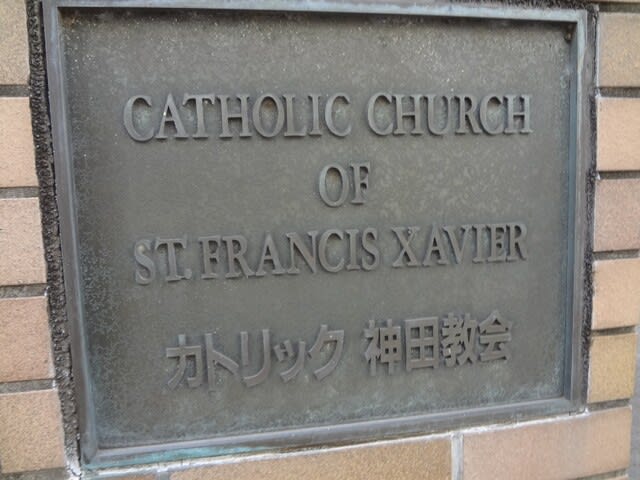 CATHOLIC CHURCH
OF
ST. FRANCIS XAVIER
カトリック 神田教会